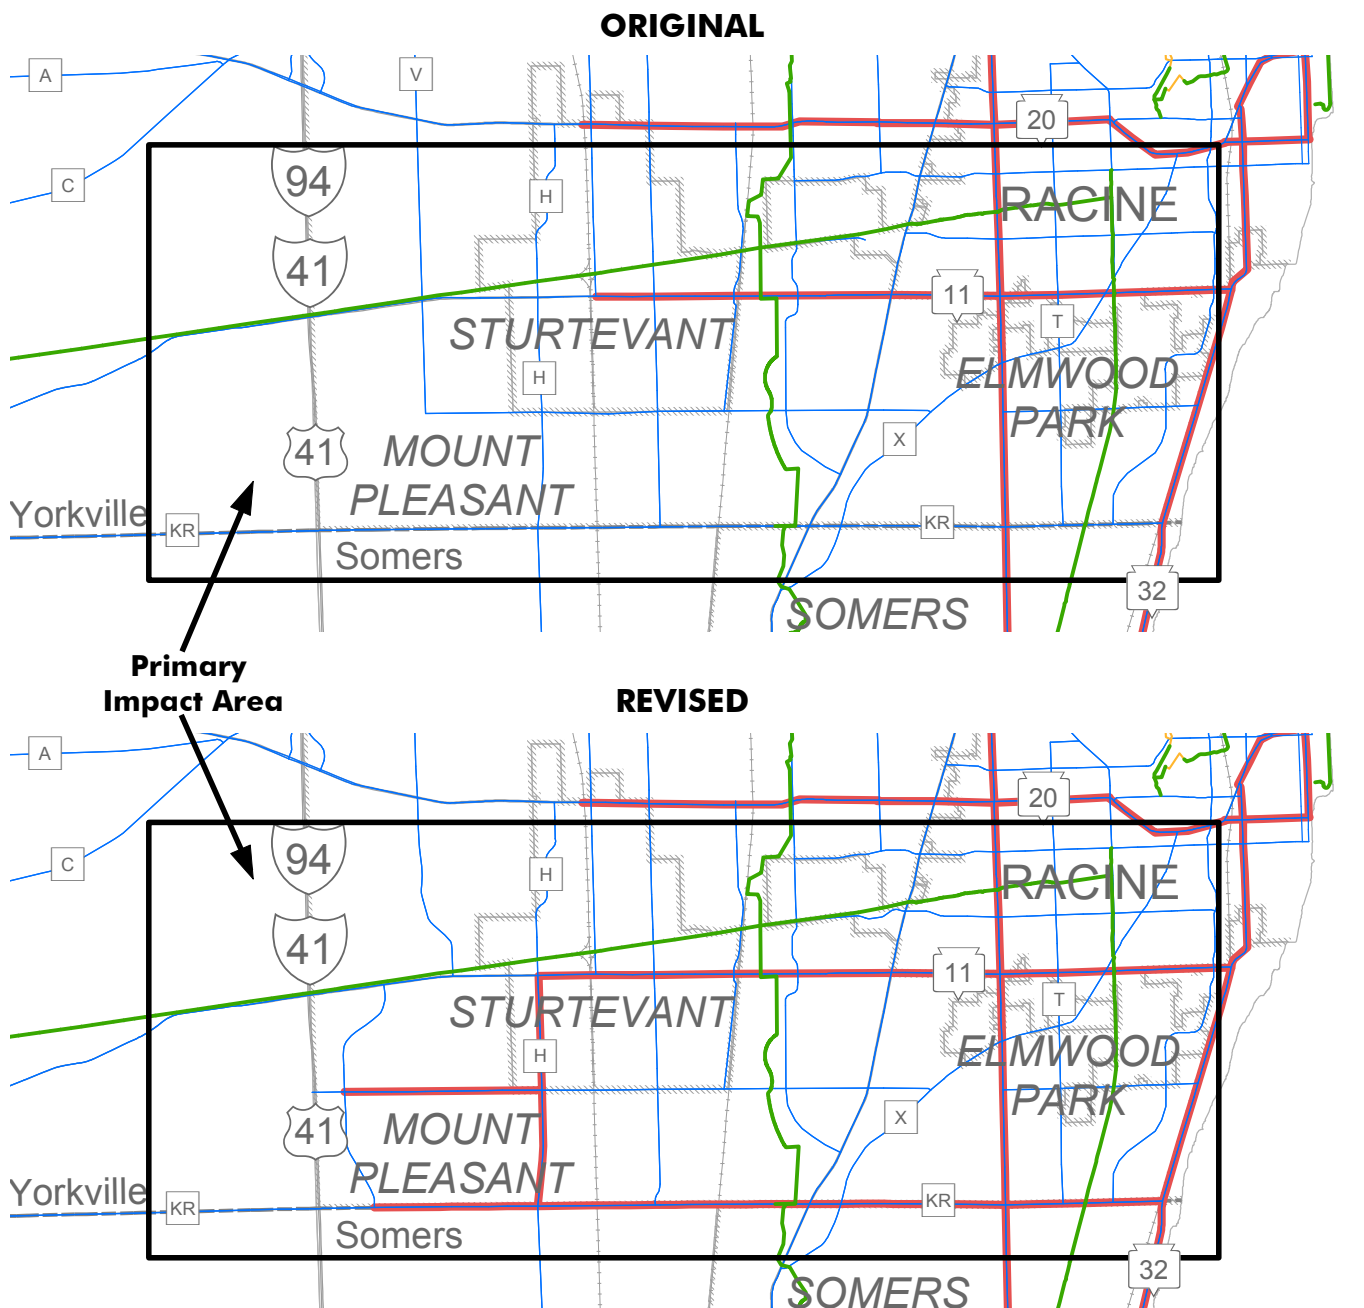 ORIGINAL
A
V
20
C
94
H
RACINE
41
11
STURTEVANT
T
H
ELMWOOD
PARK
41
MOUNT
PLEASANT
X
Yorkville
KR
KR
Somers
32
SOMERS
Primary
Impact Area
REVISED
A
20
C
94
H
RACINE
41
11
STURTEVANT
T
H
ELMWOOD
PARK
41
MOUNT
PLEASANT
X
Yorkville
KR
KR
Somers
32
SOMERS